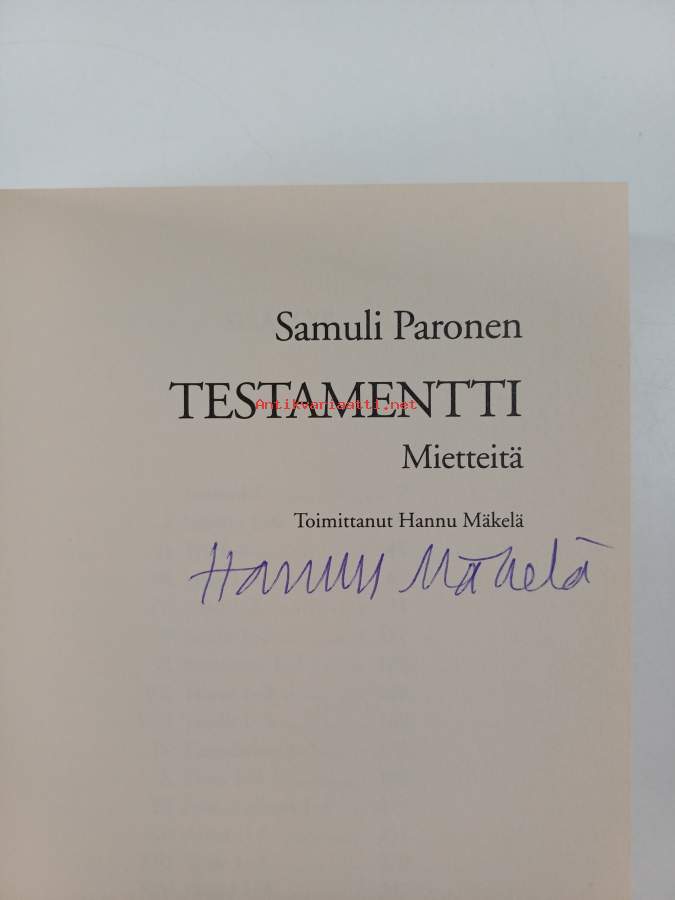 Samuli Paronen
TESTAMENTTI
Antikvariaatti.net
Mietteitä
Toimittanut Hannu Mäkelä
Hannu Mäkelä